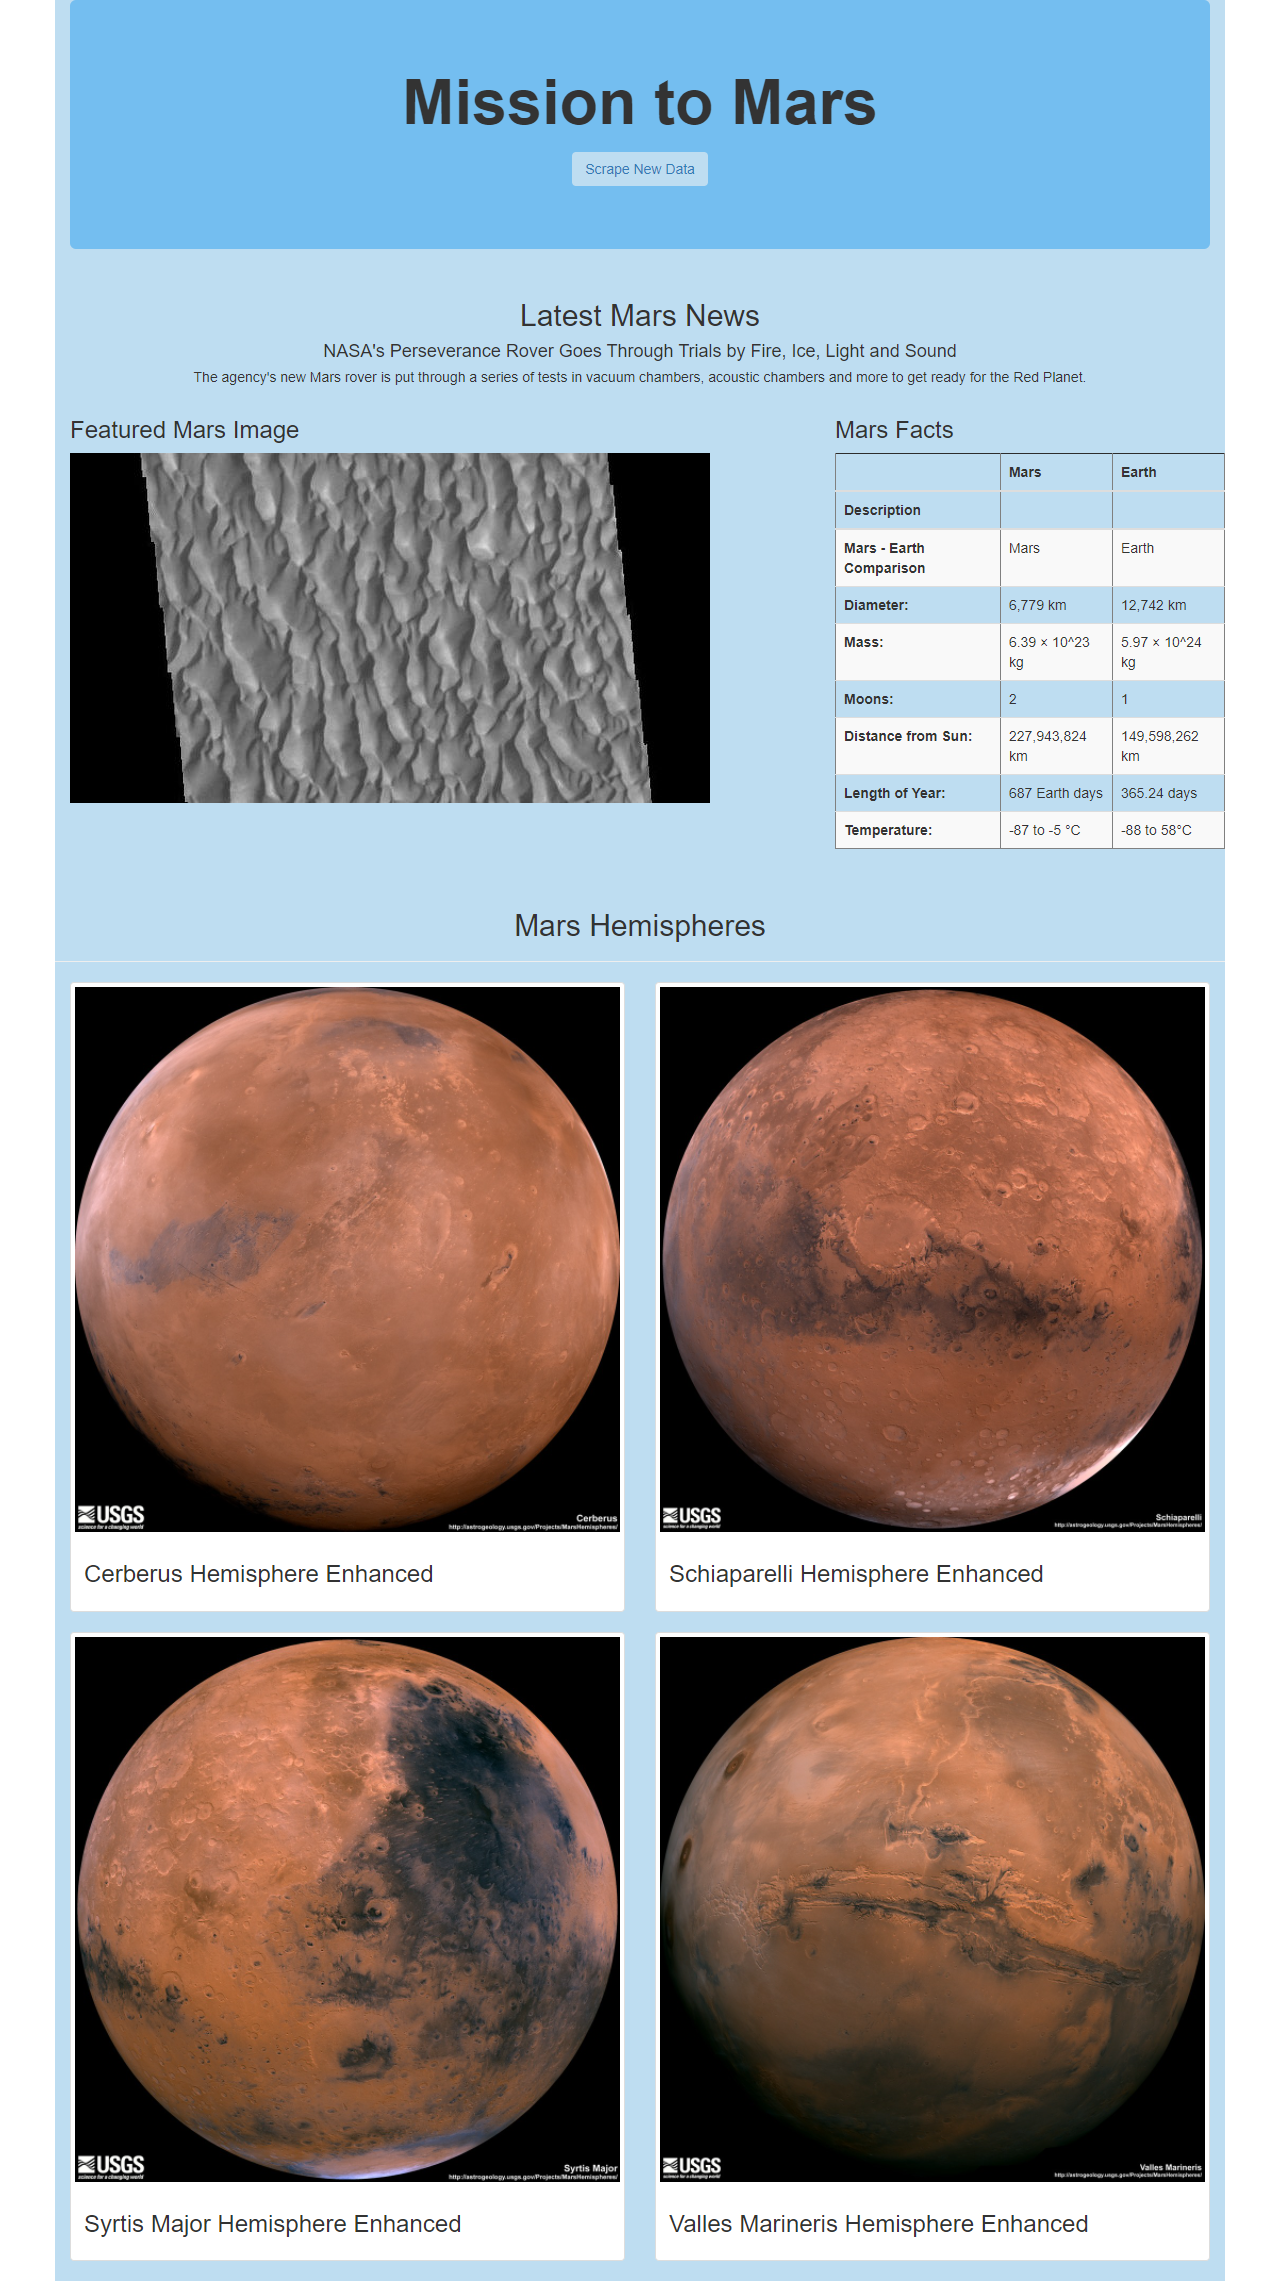 Mission to Mars
Scrape New Data
Latest Mars News
NASA's Perseverance Rover Goes Through Trials by Fire, Ice, Light and Sound
The agency's new Mars rover is put through a series of tests in vacuum chambers, acoustic chambers and more to get ready for the Red Planet.
Featured Mars Image
Mars Facts
Mars Earth
Description
Mars - Earth Mars Earth
Comparison
Diameter: 6,779 km 12,742 km
Mass: 6.39 × 10^23 5.97 × 10^24
kg kg
Moons: 2 1
Distance from Sun: 227,943,824 149,598,262
km km
Length of Year: 687 Earth days 365.24 days
Temperature: -87 to -5 °C -88 to 58°C
Mars Hemispheres
USGS
science for a changing world
Cerberus
http://astrogeology.usgs.gov/Projects/MarsHemispheres/
Cerberus Hemisphere Enhanced
USGS
science for a changing world
Schiaparelli
http://astrogeology.usgs.gov/Projects/MarsHemispheres/
Schiaparelli Hemisphere Enhanced
USGS
science for a changing world
Syrtis Major
http://astrogeology.usgs.gov/Projects/MarsHemispheres/
Syrtis Major Hemisphere Enhanced
USGS
science for a changing world
Valles Marineris
http://astrogeology.usgs.gov/Projects/MarsHemispheres/
Valles Marineris Hemisphere Enhanced